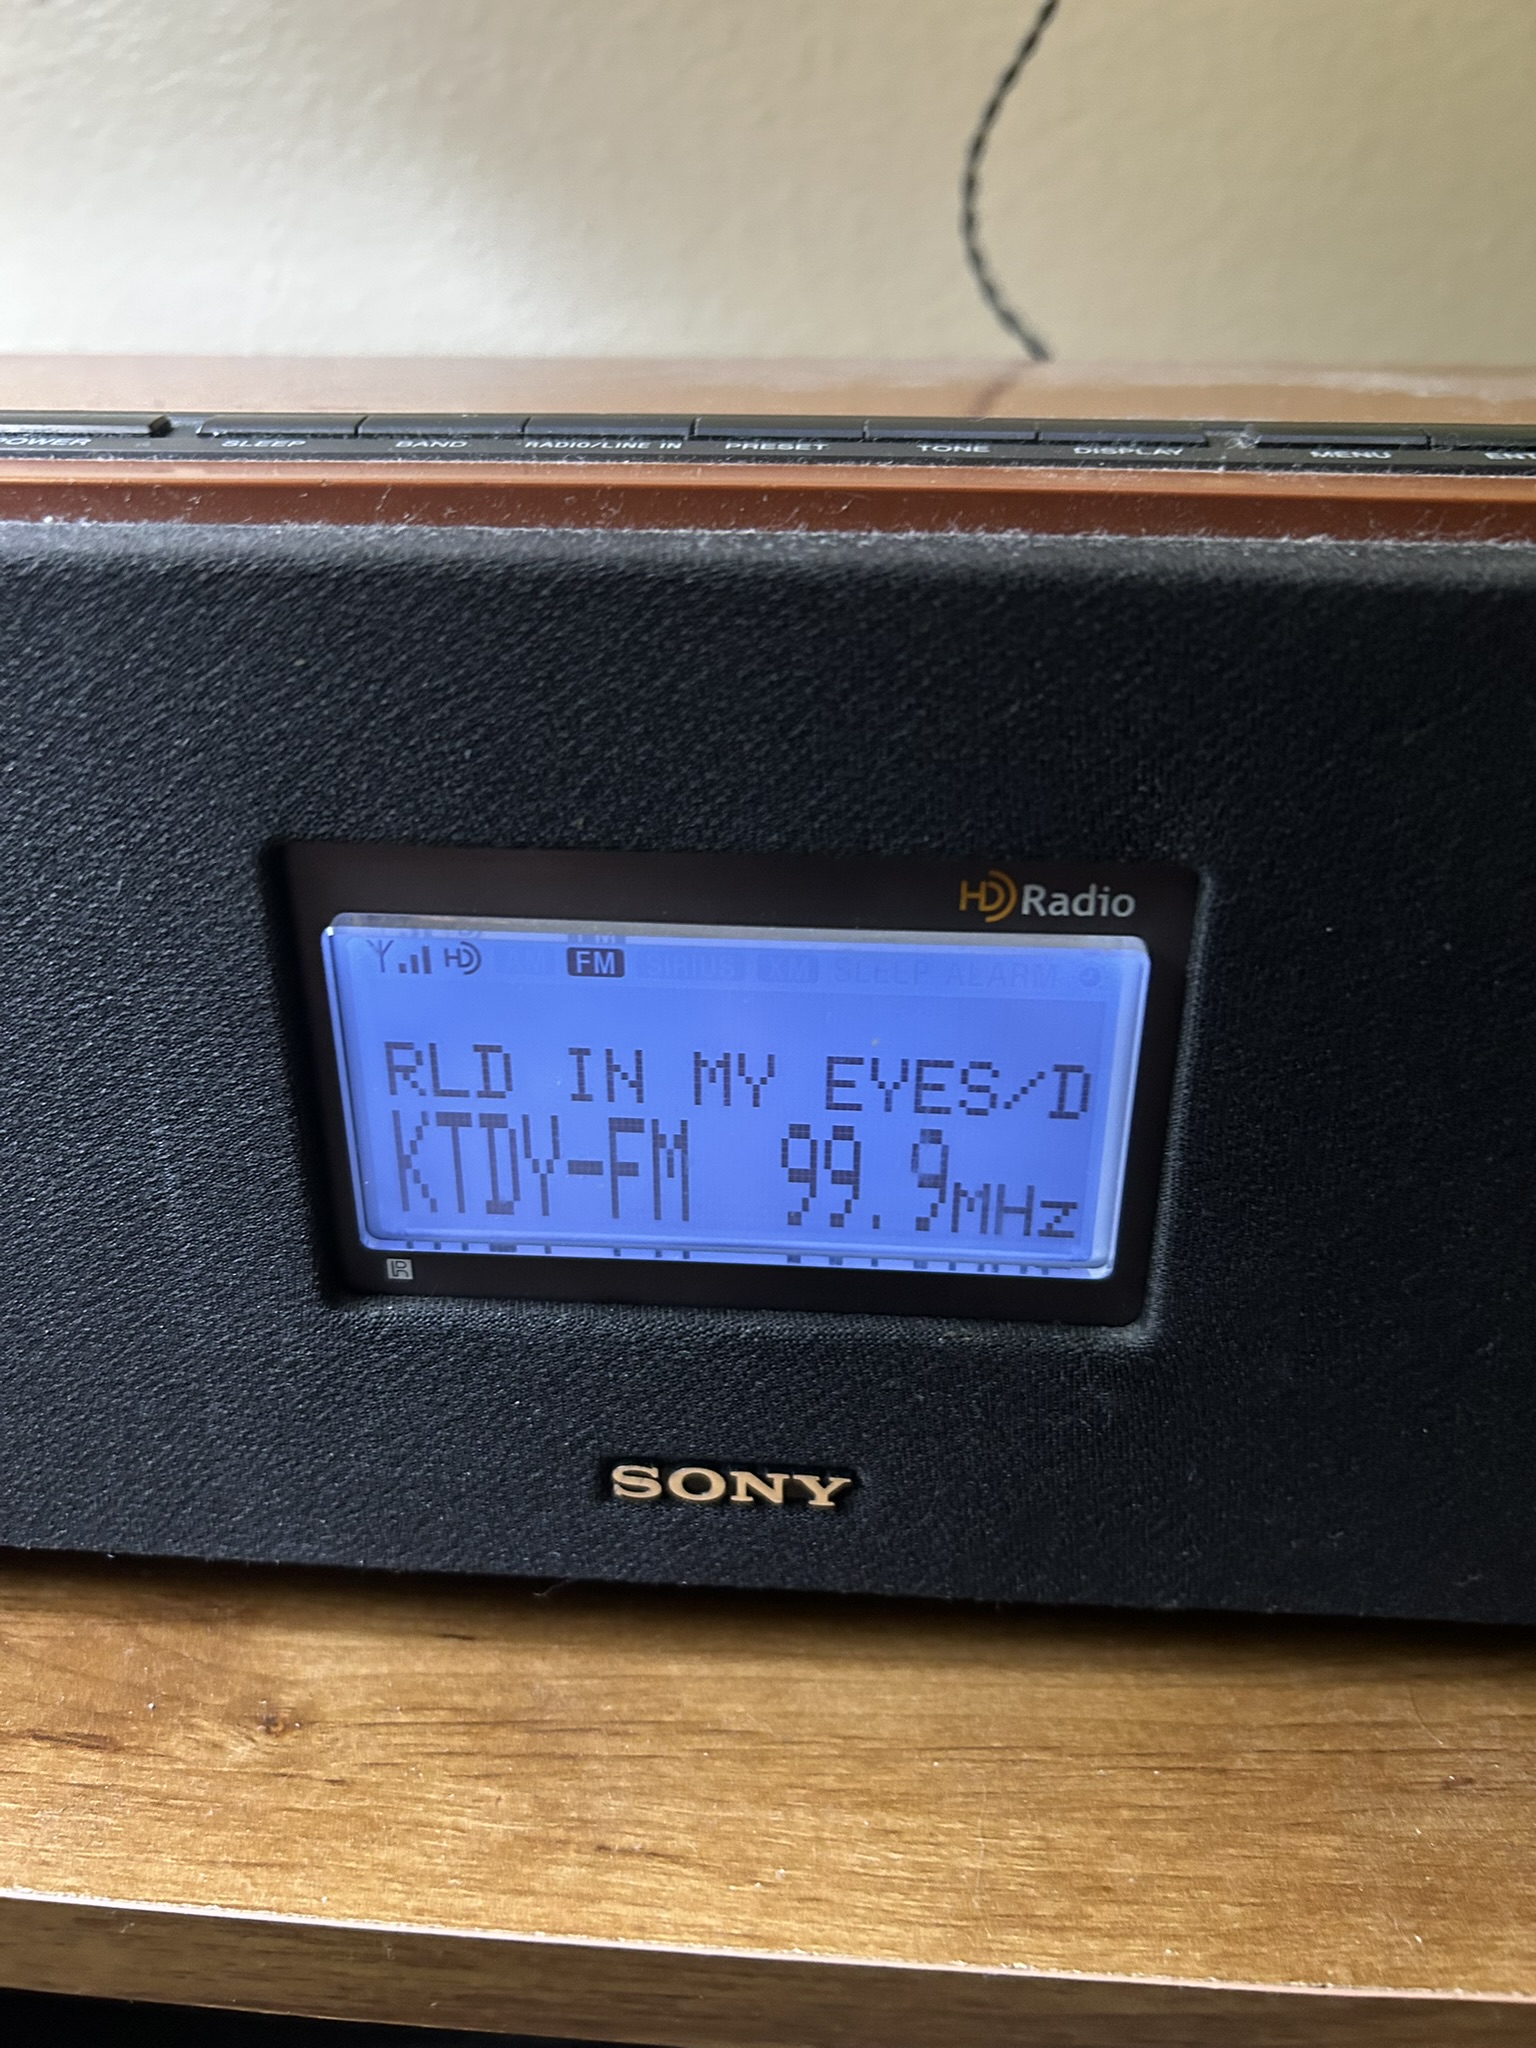 POWER SLEEP BAND RADIO/LINE IN PRESET TONE DISPLAY MENU
HD Radio
HD AM FM SIRIUS XM SLEEP ALARM
RLD IN MY EYES/D
KTDY-FM 99.9MHz
SONY